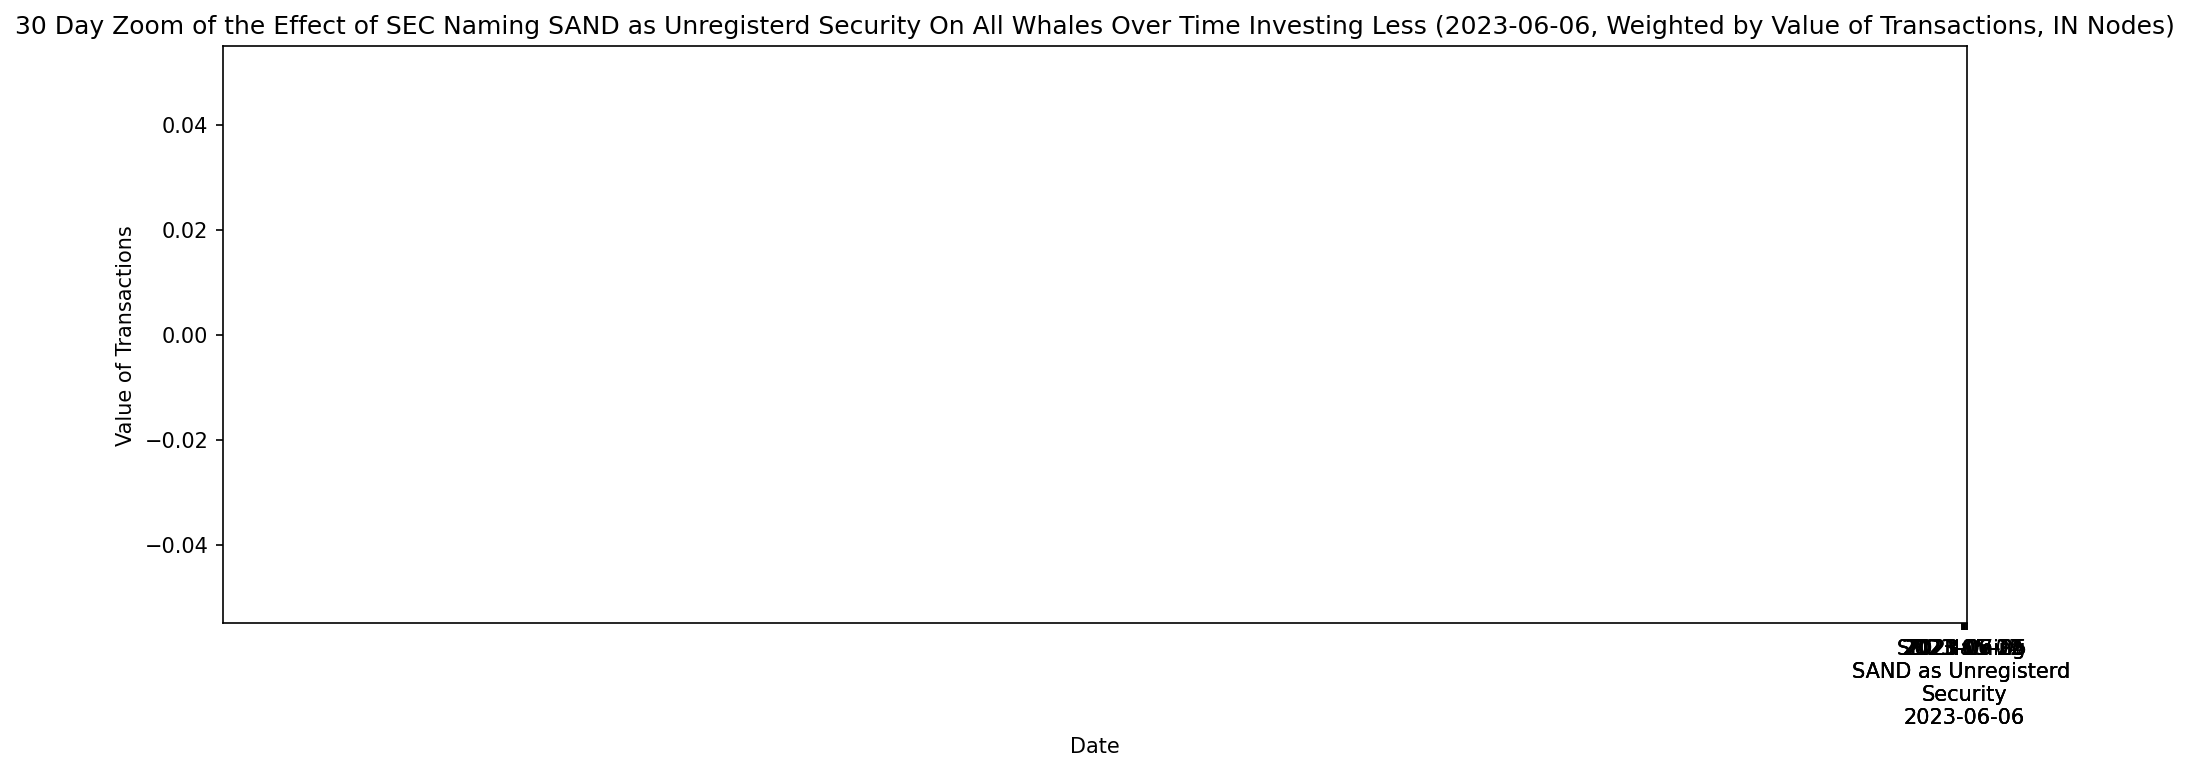 30 Day Zoom of the Effect of SEC Naming SAND as Unregisterd Security On All Whales Over Time Investing Less (2023-06-06, Weighted by Value of Transactions, IN Nodes)
0.04
0.02
0.00
−0.02
−0.04
Value of Transactions
SAND as Unregisterd
Security
2023-06-06
Date